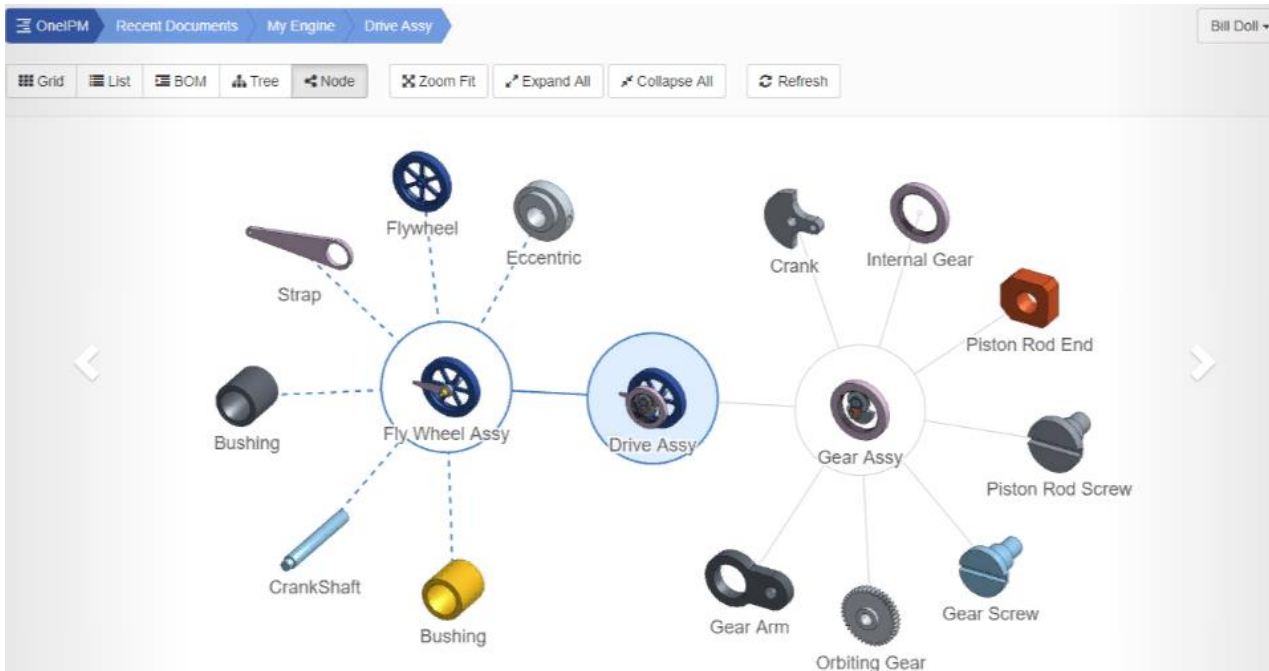 OneIPM Recent Documents My Engine Drive Assy Bill Doll
Grid List BOM Tree Node Zoom Fit Expand All Collapse All Refresh
Flywheel
Eccentric
Strap
Crank
Internal Gear
Piston Rod End
Bushing
Fly Wheel Assy
Drive Assy
Gear Assy
Piston Rod Screw
CrankShaft
Bushing
Gear Arm
Orbiting Gear
Gear Screw